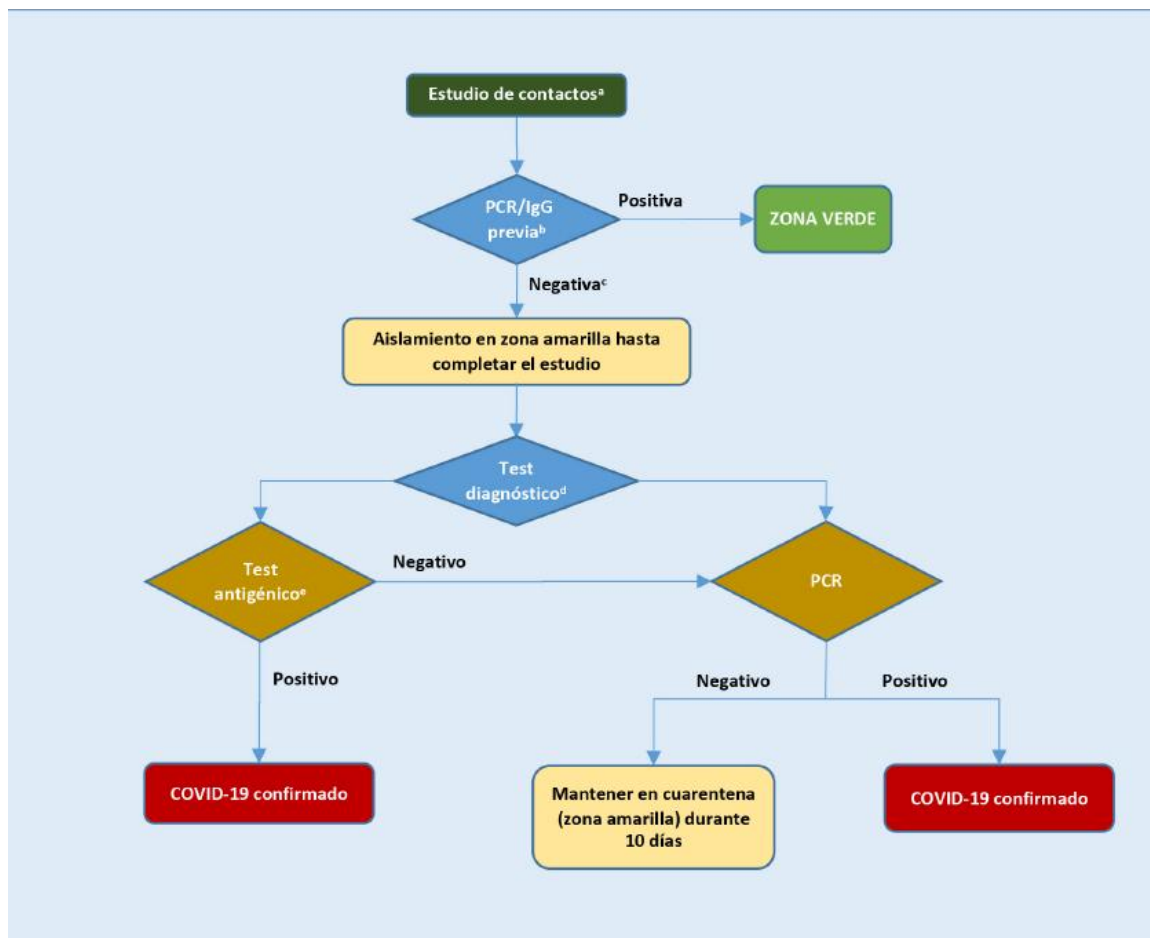 Estudio de contactosᵃ
PCR/IgG
previaᵇ
Positiva
ZONA VERDE
Negativaᶜ
Aislamiento en zona amarilla hasta
completar el estudio
Test
diagnósticoᵈ
Test
antigénicoᵉ
Negativo
PCR
Positivo
Negativo
Positivo
COVID-19 confirmado
Mantener en cuarentena
(zona amarilla) durante
10 días
COVID-19 confirmado